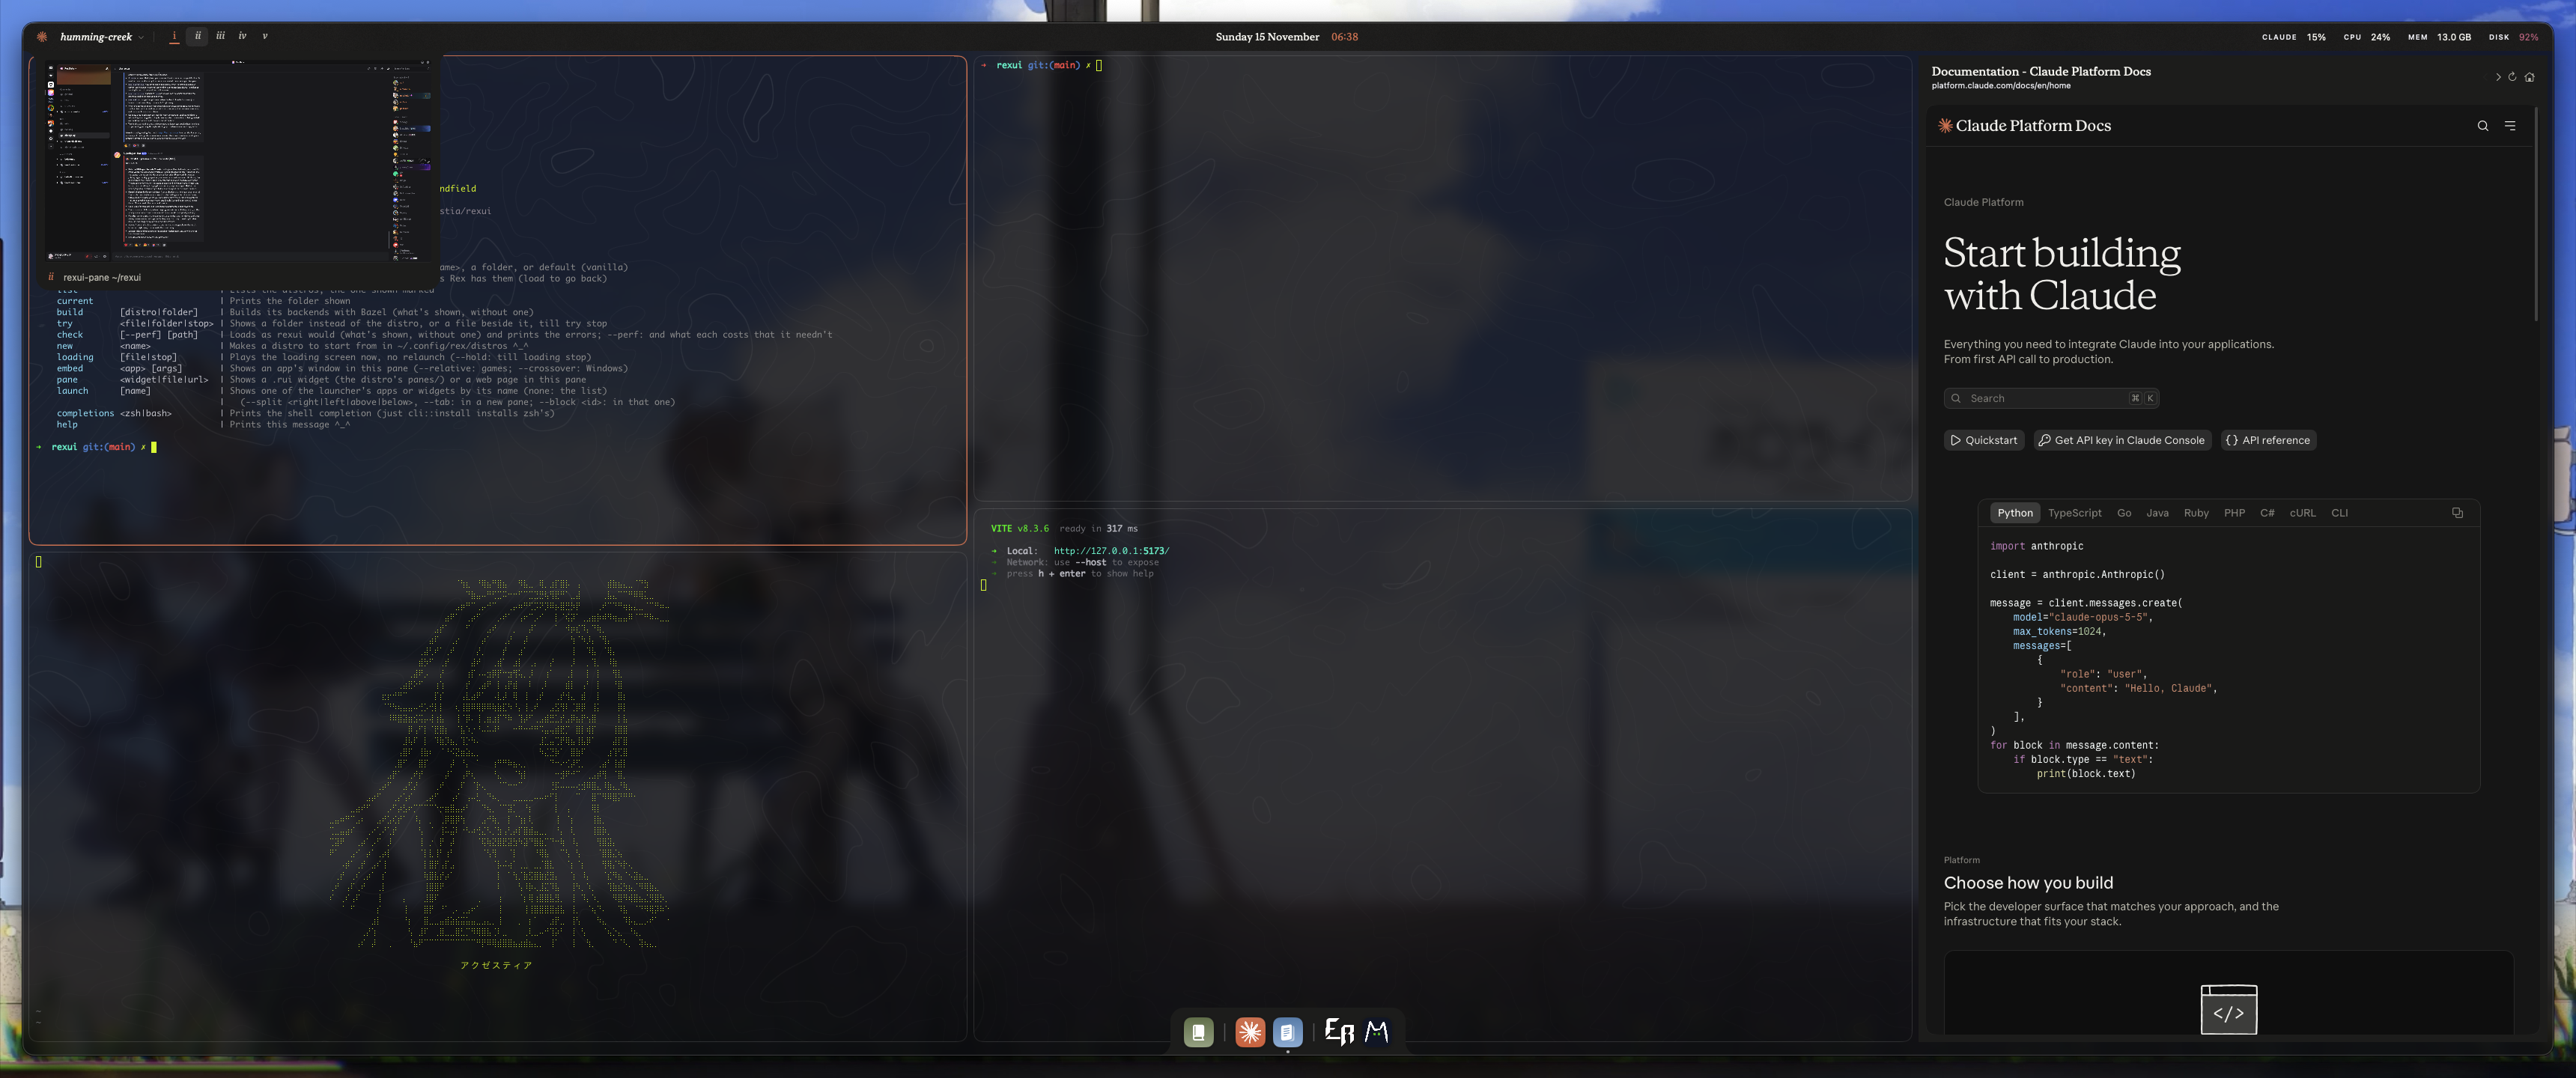 humming-creek
i ii iii iv v
Sunday 15 November 06:38
CLAUDE 15% CPU 24% MEM 13.0 GB DISK 92%
ii rexui-pane ~/rexui
ndfield
stia/rexui
ame>, a folder, or default (vanilla)
s Rex has them (load to go back)
list | Lists the distros, the one shown marked
current | Prints the folder shown
build [distro|folder] | Builds its backends with Bazel (what's shown, without one)
try <file|folder|stop> | Shows a folder instead of the distro, or a file beside it, till try stop
check [--perf] [path] | Loads as rexui would (what's shown, without one) and prints the errors; --perf: and what each costs that it needn't
new <name> | Makes a distro to start from in ~/.config/rex/distros ^_^
loading [file|stop] | Plays the loading screen now, no relaunch (--hold: till loading stop)
embed <app> [args] | Shows an app's window in this pane (--relative: games; --crossover: Windows)
pane <widget|file|url> | Shows a .rui widget (the distro's panes/) or a web page in this pane
launch [name] | Shows one of the launcher's apps or widgets by its name (none: the list)
| (--split <right|left|above|below>, --tab: in a new pane; --block <id>: in that one)
completions <zsh|bash> | Prints the shell completion (just cli::install installs zsh's)
help | Prints this message ^_^
➜ rexui git:(main) ✗
アクゼスティア
~
~
➜ rexui git:(main) ✗
VITE v8.3.6 ready in 317 ms
➜ Local: http://127.0.0.1:5173/
➜ Network: use --host to expose
➜ press h + enter to show help
Documentation - Claude Platform Docs
platform.claude.com/docs/en/home
Claude Platform Docs
Claude Platform
Start building
with Claude
Everything you need to integrate Claude into your applications.
From first API call to production.
Search ⌘ K
Quickstart Get API key in Claude Console {} API reference
Python TypeScript Go Java Ruby PHP C# cURL CLI
import anthropic
client = anthropic.Anthropic()
message = client.messages.create(
model="claude-opus-5-5",
max_tokens=1024,
messages=[
{
"role": "user",
"content": "Hello, Claude",
}
],
)
for block in message.content:
if block.type == "text":
print(block.text)
Platform
Choose how you build
Pick the developer surface that matches your approach, and the
infrastructure that fits your stack.
</>